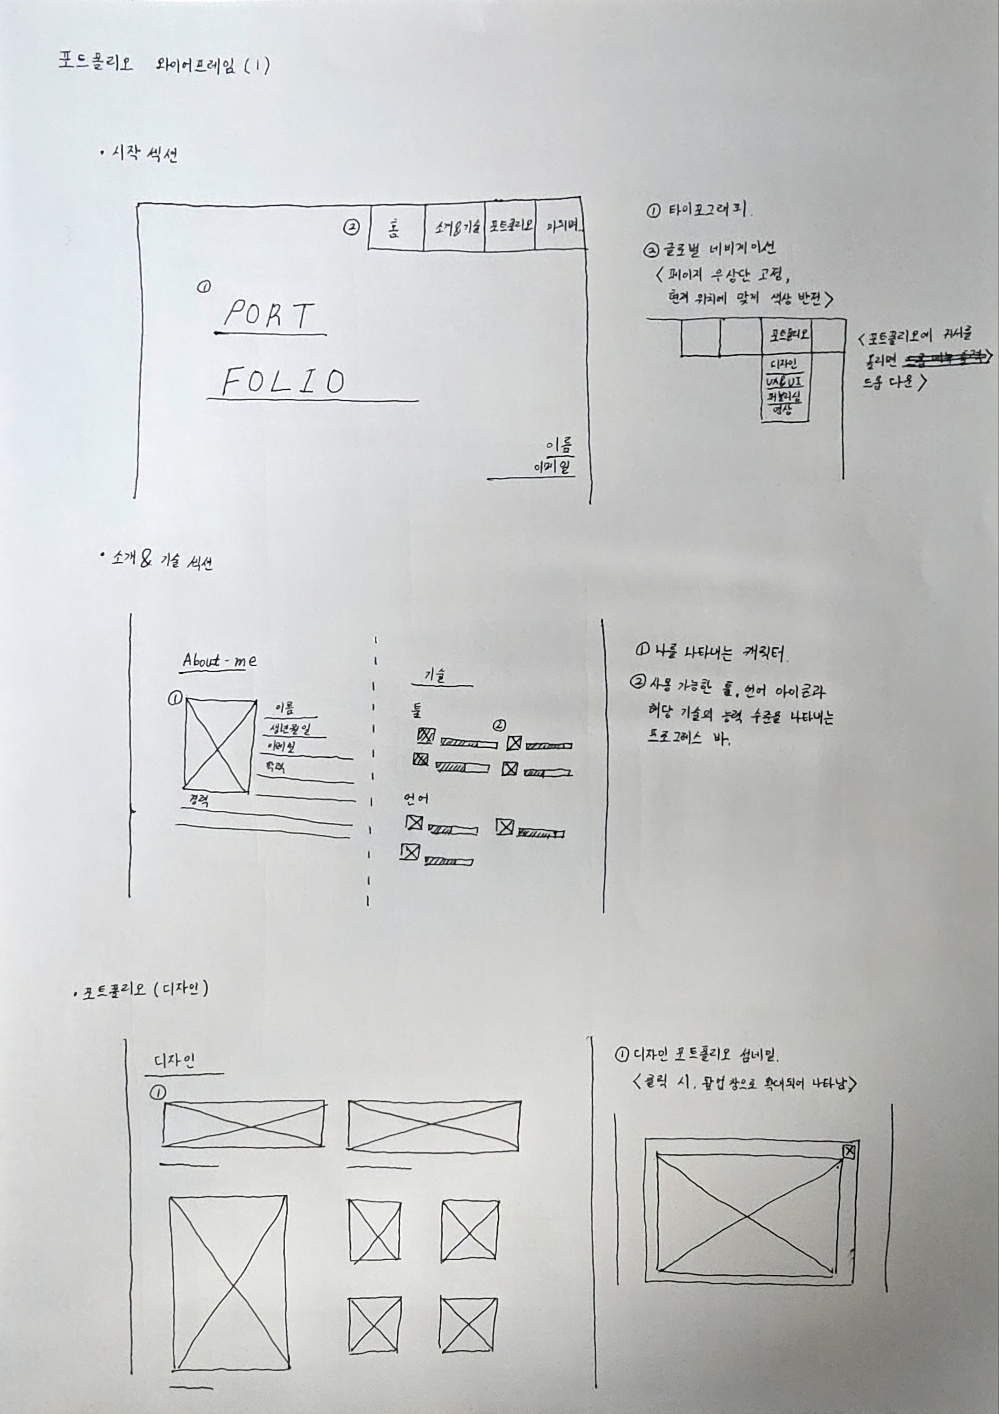 포트폴리오 와이어프레임 (1)
• 시작 섹션
② 홈 소개&기술 포트폴리오
①
PORT
FOLIO
이름
이메일
① 타이포그래피.
② 글로벌 네비게이션
<페이지 우상단 고정,
현재 위치에 맞게 색상 반전>
포트폴리오
디자인
UX&UI
퍼블리싱
영상
<포트폴리오에 커서를
올리면
드롭 다운>
• 소개 & 기술 섹션
About-me
①
이름
생년월일
이메일
학력
경력
기술
툴
②
언어
① 나를 나타내는 캐릭터.
② 사용 가능한 툴, 언어 아이콘과
해당 기술의 능력 수준을 나타내는
프로그레스 바.
• 포트폴리오 (디자인)
디자인
①
① 디자인 포트폴리오 섬네일.
<클릭 시, 팝업 창으로 확대되어 나타남>